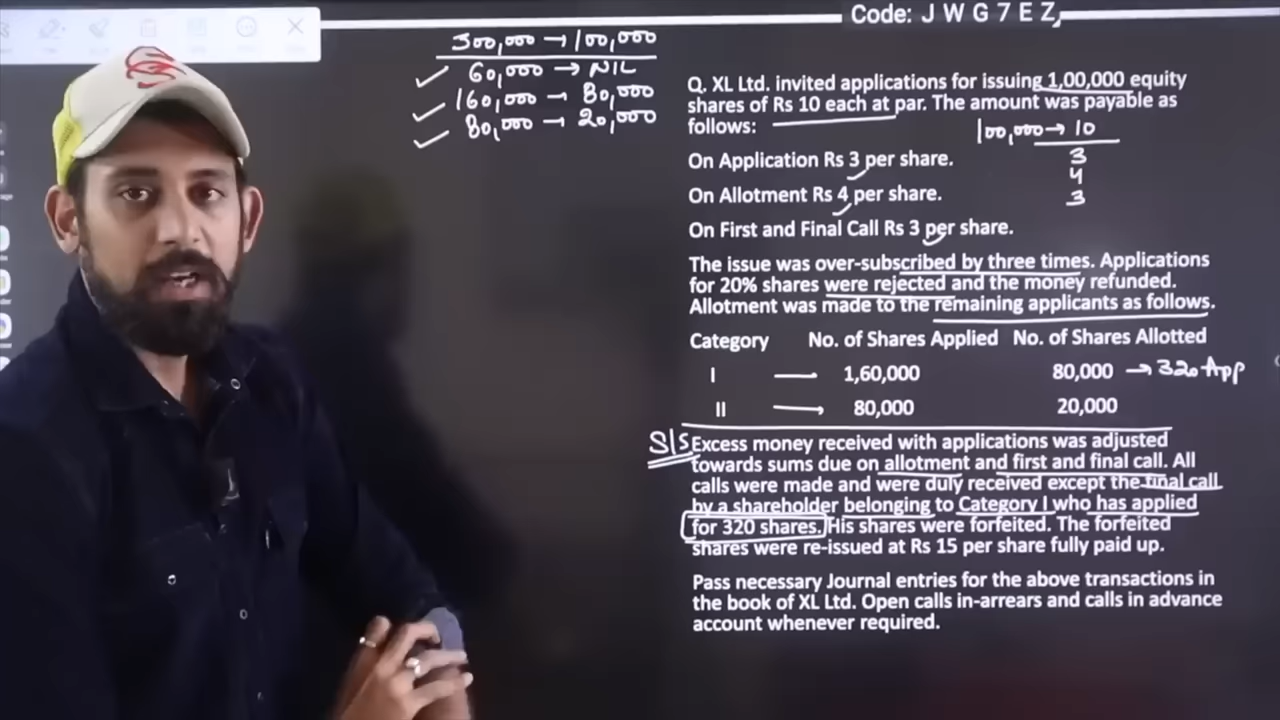 Code: J W G 7 E Z
300,000 → 100,000
60,000 → NIL
160,000 → 80,000
80,000 → 20,000
Q. XL Ltd. invited applications for issuing 1,00,000 equity
shares of Rs 10 each at par. The amount was payable as
follows:
100,000 → 10
3
4
3
On Application Rs 3 per share.
On Allotment Rs 4 per share.
On First and Final Call Rs 3 per share.
The issue was over-subscribed by three times. Applications
for 20% shares were rejected and the money refunded.
Allotment was made to the remaining applicants as follows.
Category No. of Shares Applied No. of Shares Allotted
I 1,60,000 80,000 → 320 App
II 80,000 20,000
S/S Excess money received with applications was adjusted
towards sums due on allotment and first and final call. All
calls were made and were duly received except the final call
by a shareholder belonging to Category I who has applied
for 320 shares. His shares were forfeited. The forfeited
shares were re-issued at Rs 15 per share fully paid up.
Pass necessary Journal entries for the above transactions in
the book of XL Ltd. Open calls in-arrears and calls in advance
account whenever required.